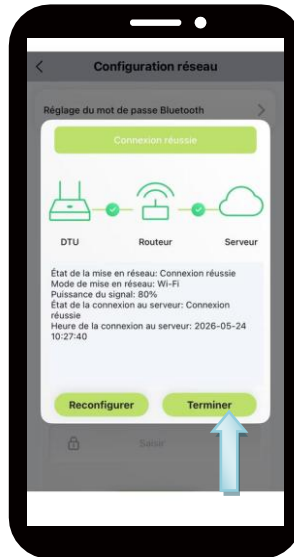 Configuration réseau
Réglage du mot de passe Bluetooth
Connexion réussie
DTU Routeur Serveur
État de la mise en réseau: Connexion réussie
Mode de mise en réseau: Wi-Fi
Puissance du signal: 80%
État de la connexion au serveur: Connexion
réussie
Heure de la connexion au serveur: 2026-05-24
10:27:40
Reconfigurer Terminer
Saisir